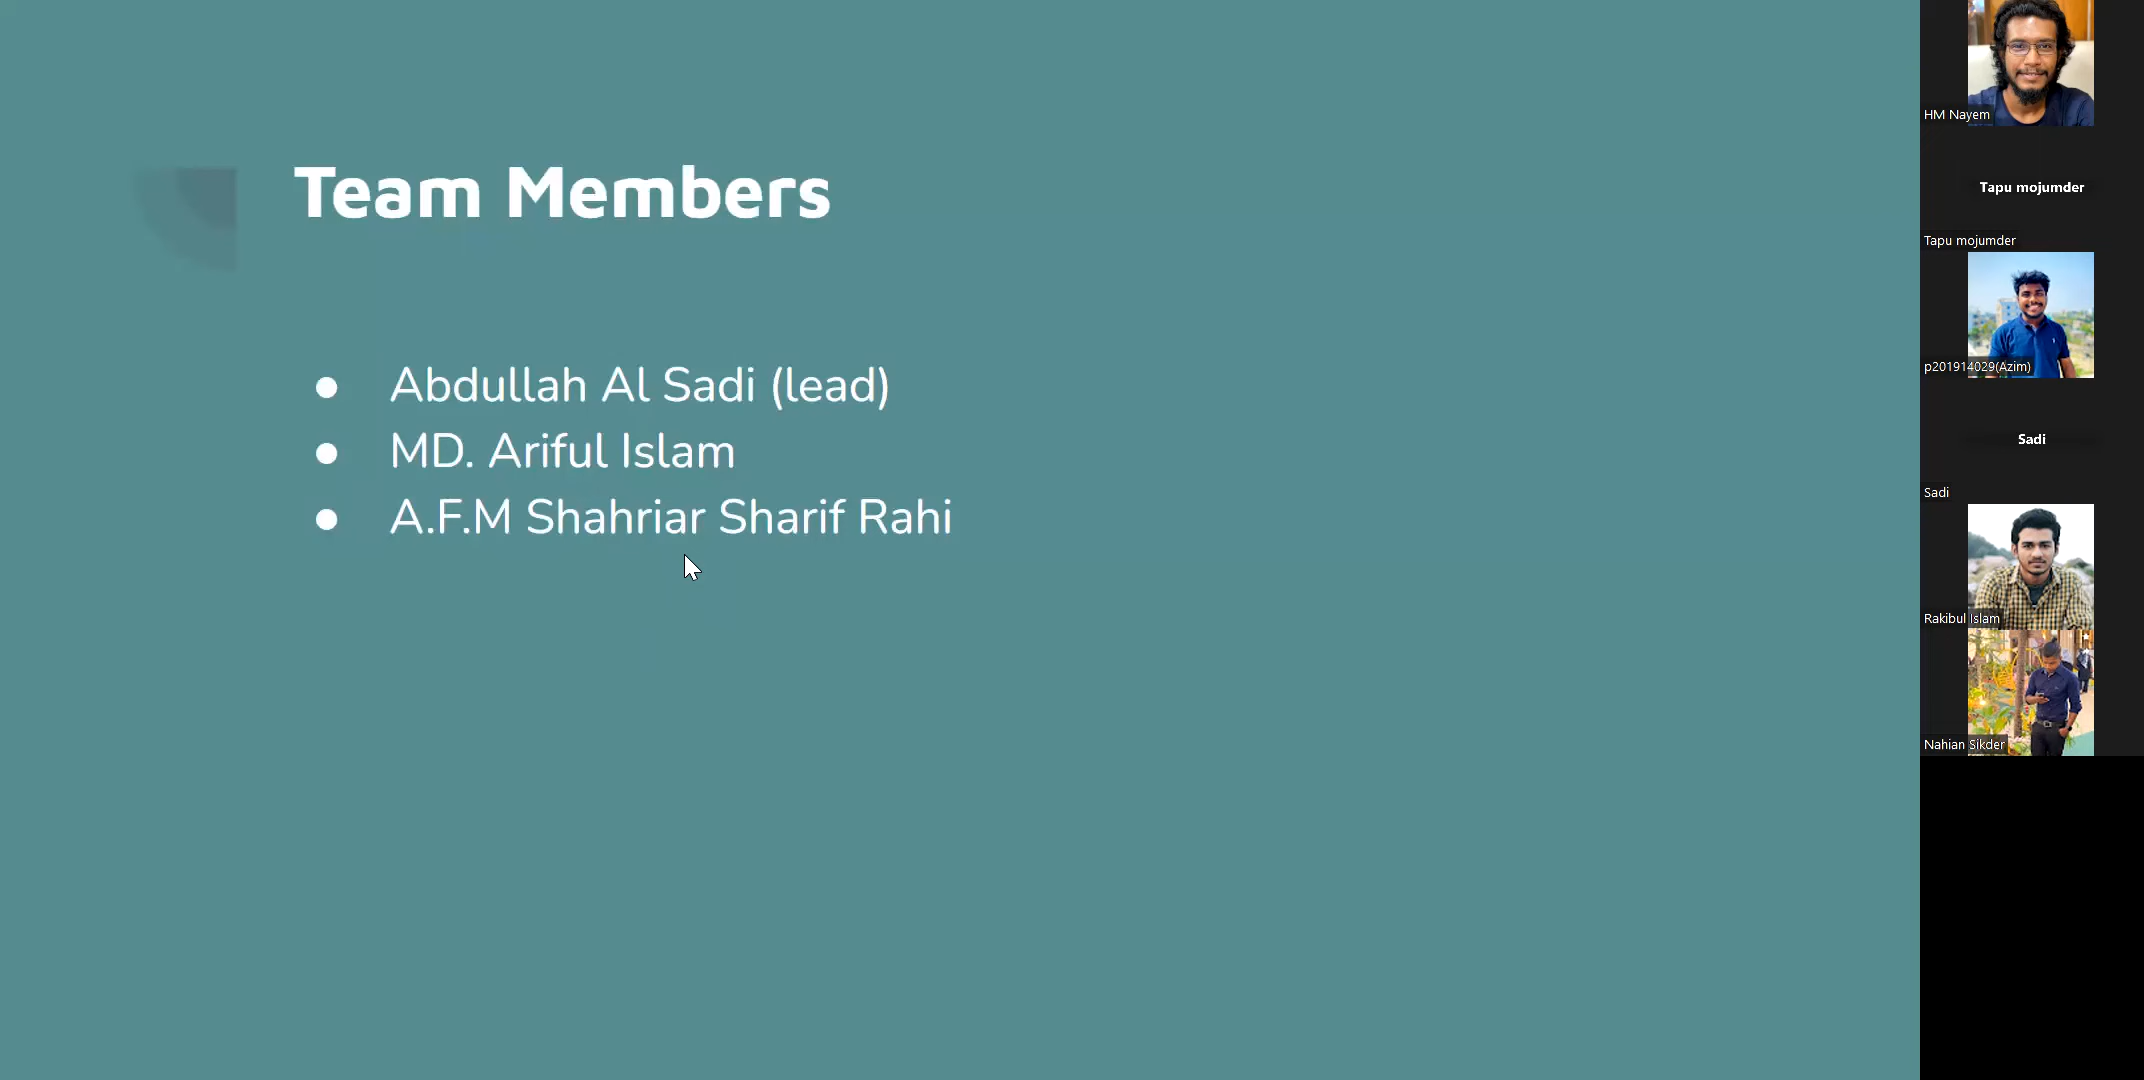 Team Members
● Abdullah Al Sadi (lead)
● MD. Ariful Islam
● A.F.M Shahriar Sharif Rahi
HM Nayem
Tapu mojumder
Tapu mojumder
p201914029(Azim)
Sadi
Sadi
Rakibul Islam
Nahian Sikder